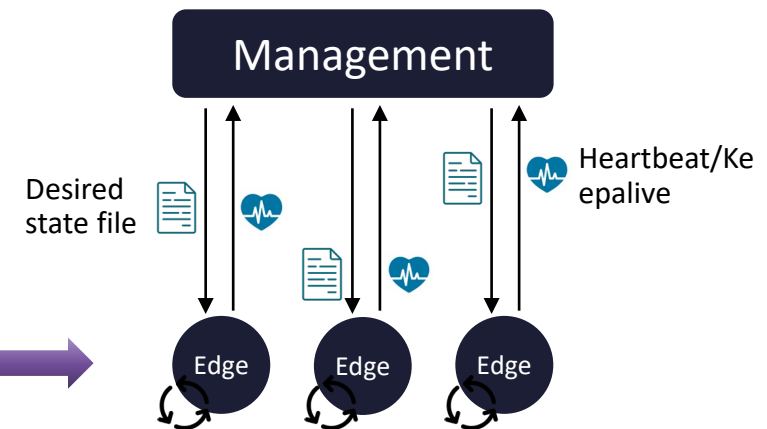 Management
Desired
state file
Heartbeat/Ke
epalive
Edge
Edge
Edge